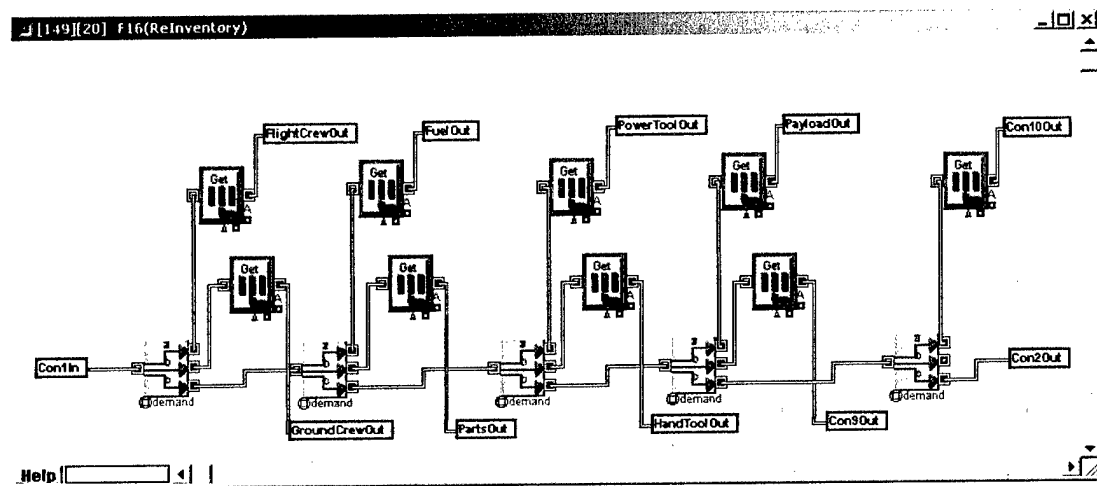 [149][20] F16(ReInventory)
FlightCrewOut
FuelOut
PowerToolOut
PayloadOut
Con10Out
Get
Get
Get
Get
Get
A
A
A
A
A
Get
Get
Get
Get
A
A
A
A
Con1In
Con2Out
demand
demand
demand
demand
demand
GroundCrewOut
PartsOut
HandToolOut
Con9Out
Help